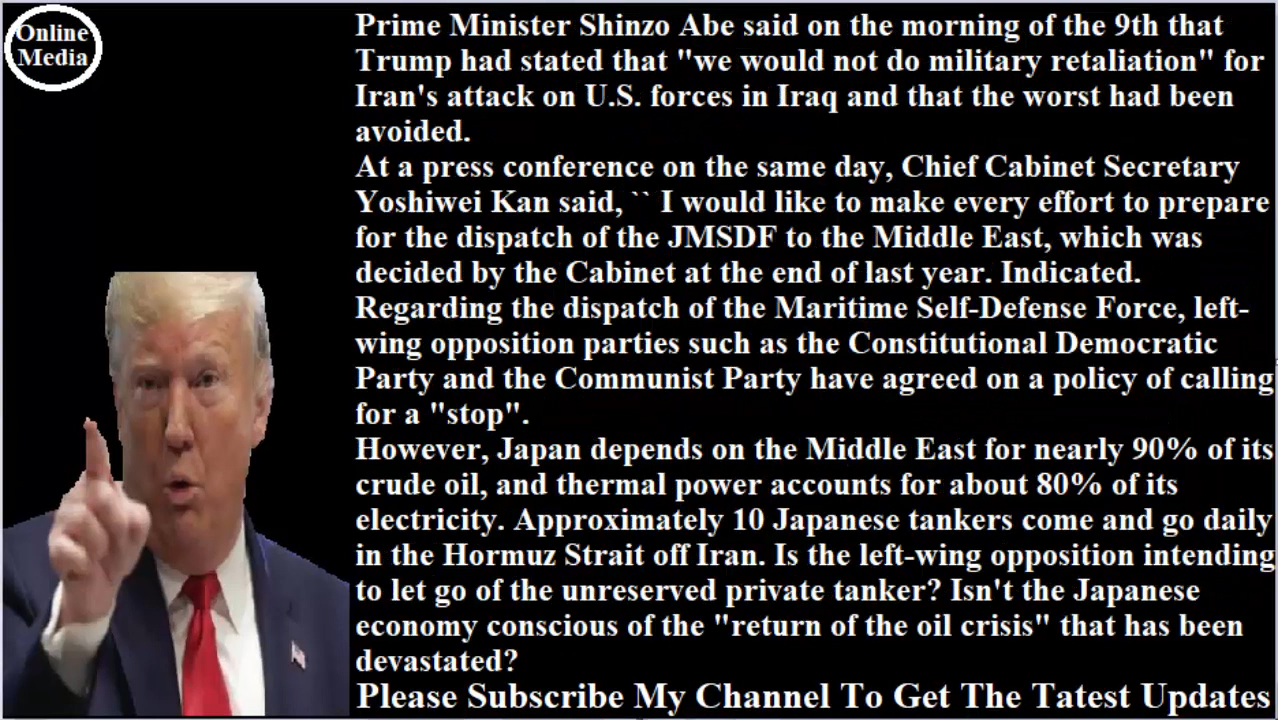 Online
Media
Prime Minister Shinzo Abe said on the morning of the 9th that
Trump had stated that "we would not do military retaliation" for
Iran's attack on U.S. forces in Iraq and that the worst had been
avoided.
At a press conference on the same day, Chief Cabinet Secretary
Yoshiwei Kan said, `` I would like to make every effort to prepare
for the dispatch of the JMSDF to the Middle East, which was
decided by the Cabinet at the end of last year. Indicated.
Regarding the dispatch of the Maritime Self-Defense Force, left-
wing opposition parties such as the Constitutional Democratic
Party and the Communist Party have agreed on a policy of calling
for a "stop".
However, Japan depends on the Middle East for nearly 90% of its
crude oil, and thermal power accounts for about 80% of its
electricity. Approximately 10 Japanese tankers come and go daily
in the Hormuz Strait off Iran. Is the left-wing opposition intending
to let go of the unreserved private tanker? Isn't the Japanese
economy conscious of the "return of the oil crisis" that has been
devastated?
Please Subscribe My Channel To Get The Tatest Updates